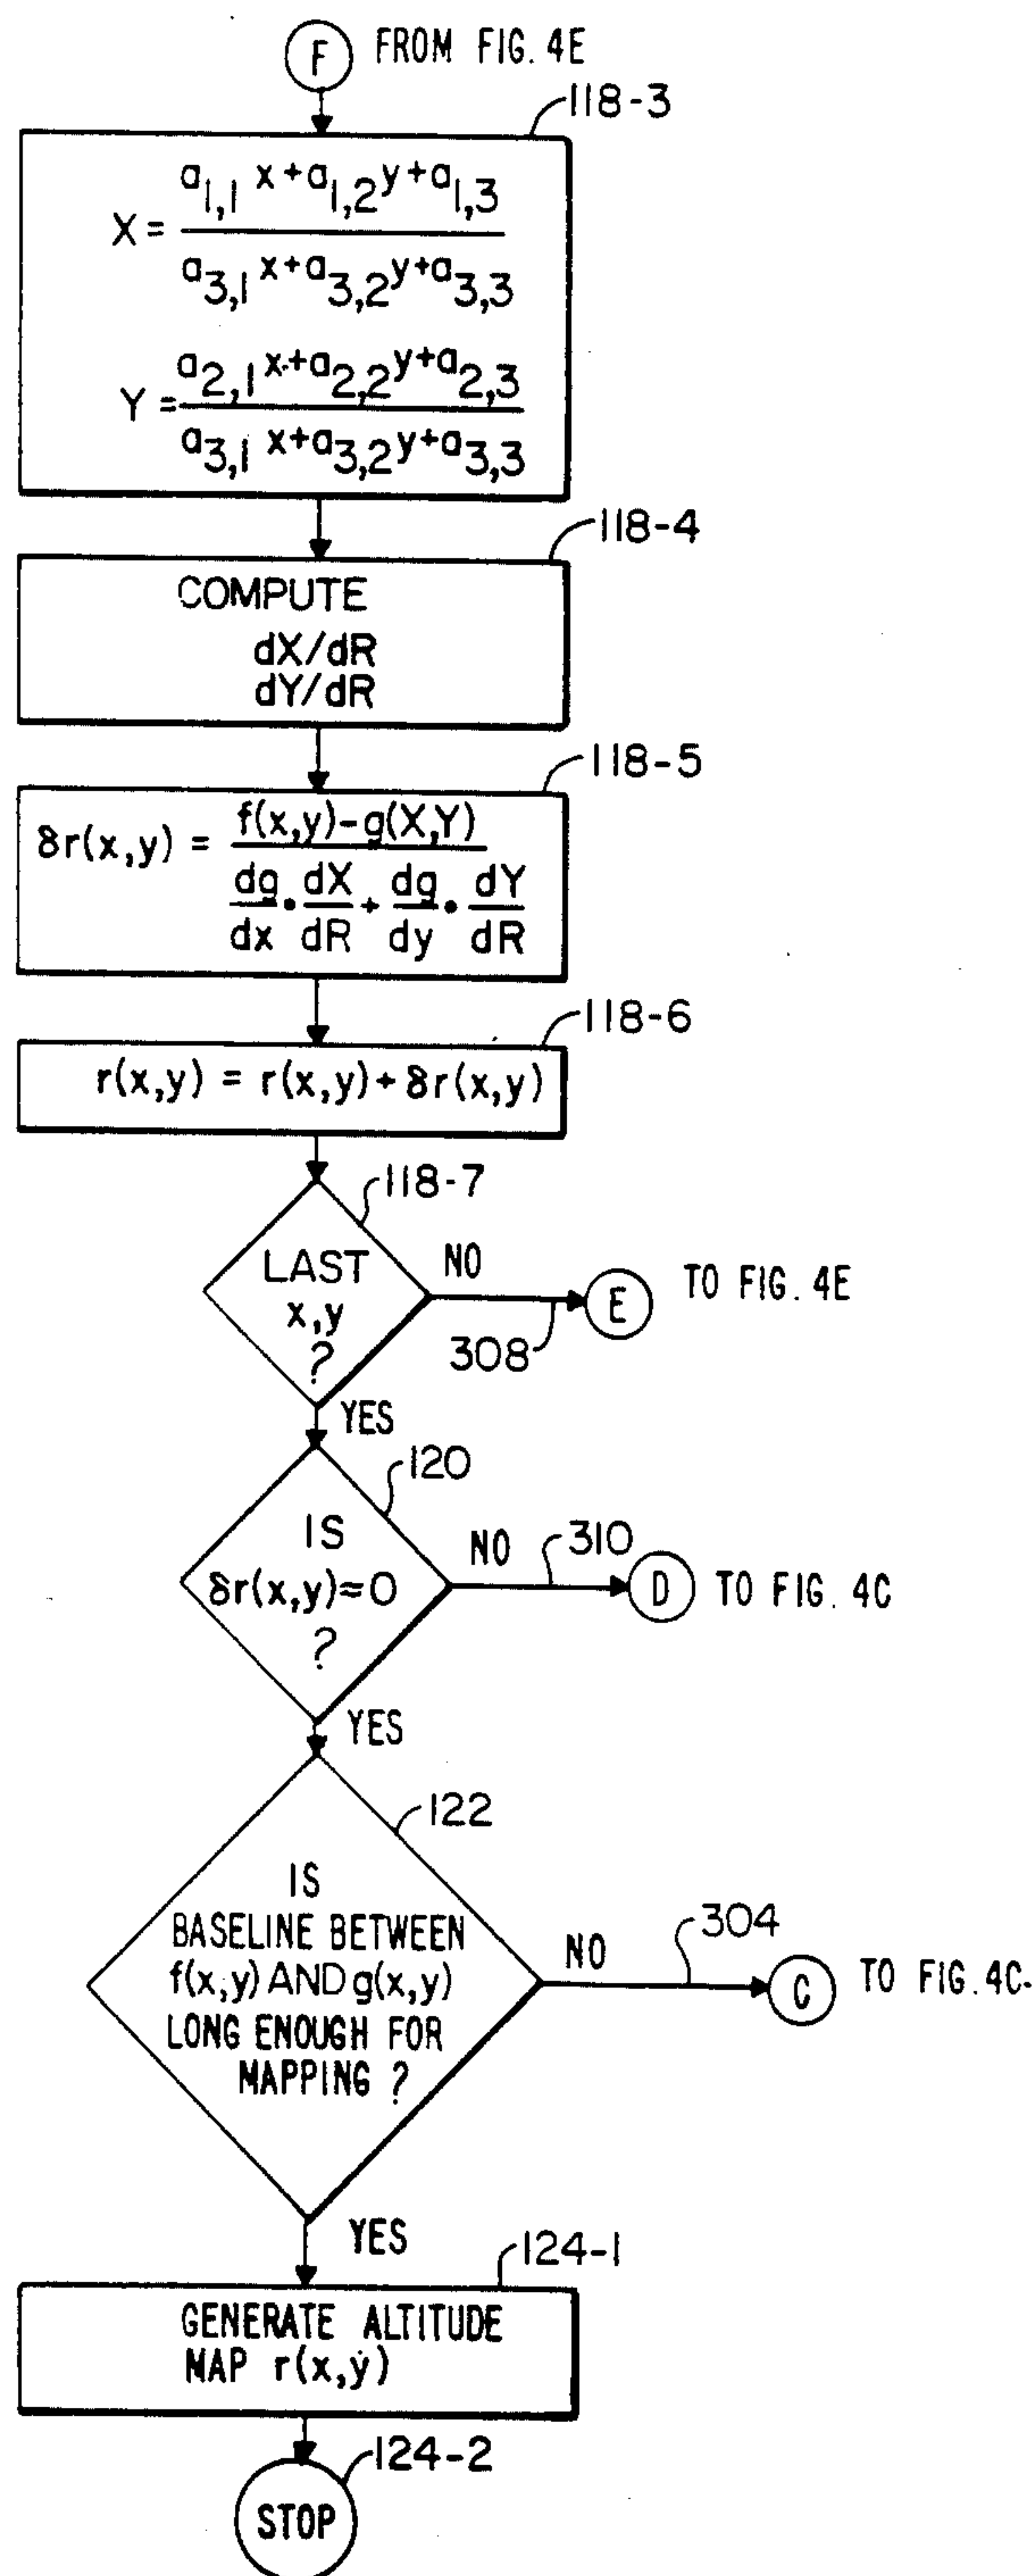 F FROM FIG. 4E
118-3
X = a1,1 x+a1,2 y+a1,3
a3,1 x+a3,2 y+a3,3
Y = a2,1 x+a2,2 y+a2,3
a3,1 x+a3,2 y+a3,3
118-4
COMPUTE
dX/dR
dY/dR
118-5
δr(x,y) = f(x,y)-g(X,Y)
dg/dx • dX/dR + dg/dy • dY/dR
118-6
r(x,y) = r(x,y) + δr(x,y)
118-7
LAST
x,y
?
NO
308
E TO FIG. 4E
YES
120
IS
δr(x,y)≈0
?
NO
310
D TO FIG. 4C
YES
122
IS
BASELINE BETWEEN
f(x,y) AND g(x,y)
LONG ENOUGH FOR
MAPPING ?
NO
304
C TO FIG. 4C
YES
124-1
GENERATE ALTITUDE
MAP r(x,y)
124-2
STOP